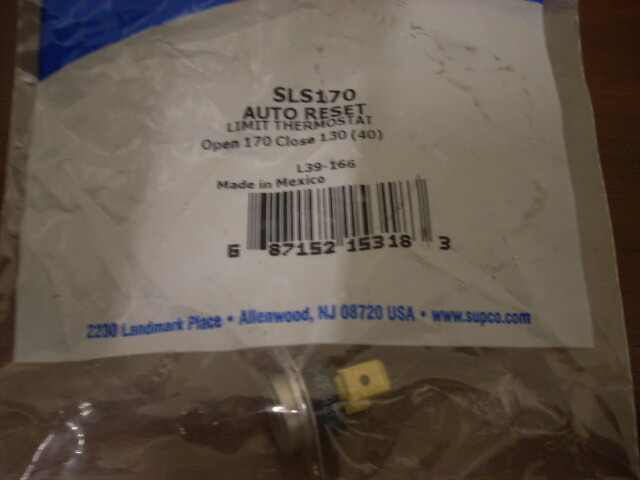 SLS170
AUTO RESET
LIMIT THERMOSTAT
Open 170 Close 130 (40)
L39-166
Made in Mexico
6 87152 15318 3
2230 Landmark Place • Allenwood, NJ 08720 USA • www.supco.com